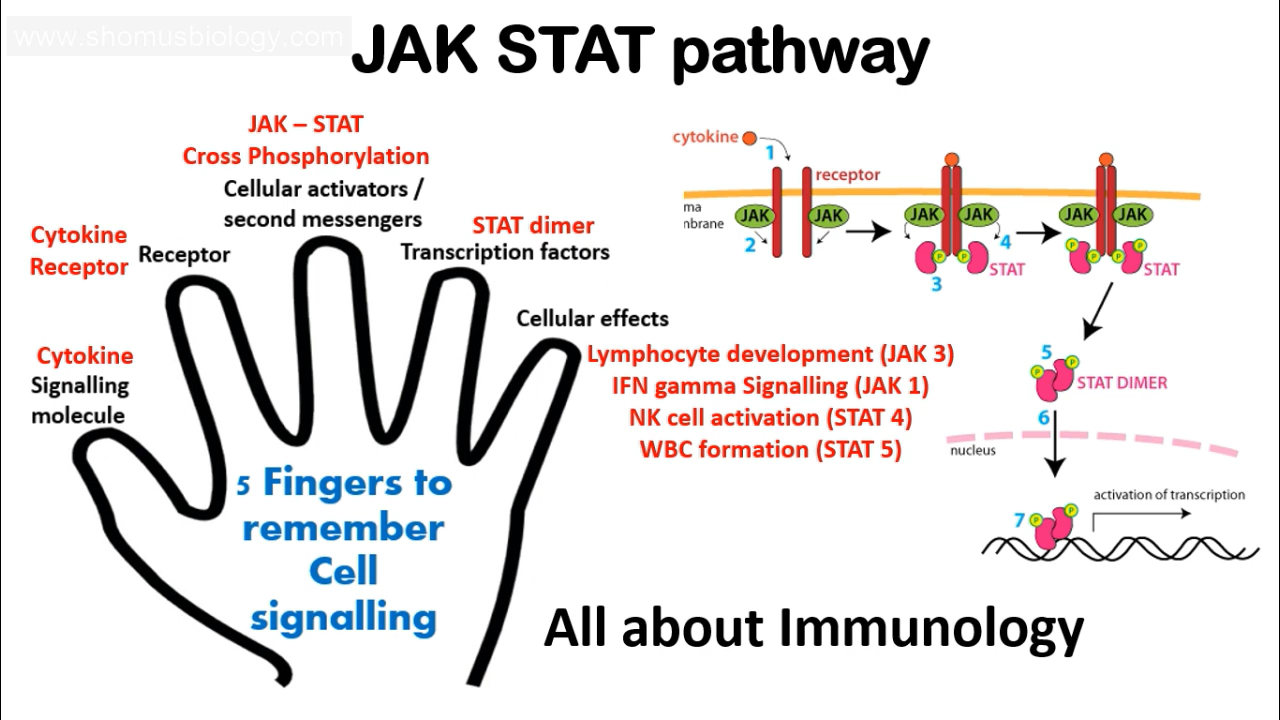 www.shomusbiology.com
JAK STAT pathway
JAK – STAT
Cross Phosphorylation
Cellular activators /
second messengers
Cytokine
Receptor
Receptor
STAT dimer
Transcription factors
Cellular effects
Cytokine
Signalling
molecule
Lymphocyte development (JAK 3)
IFN gamma Signalling (JAK 1)
NK cell activation (STAT 4)
WBC formation (STAT 5)
5 Fingers to
remember
Cell
signalling
cytokine
1
receptor
ma
mbrane
JAK
JAK
2
JAK
JAK
4
P
P
STAT
3
JAK
JAK
P
P
P
P
STAT
5
P
P
STAT DIMER
6
nucleus
activation of transcription
7
P
P
All about Immunology